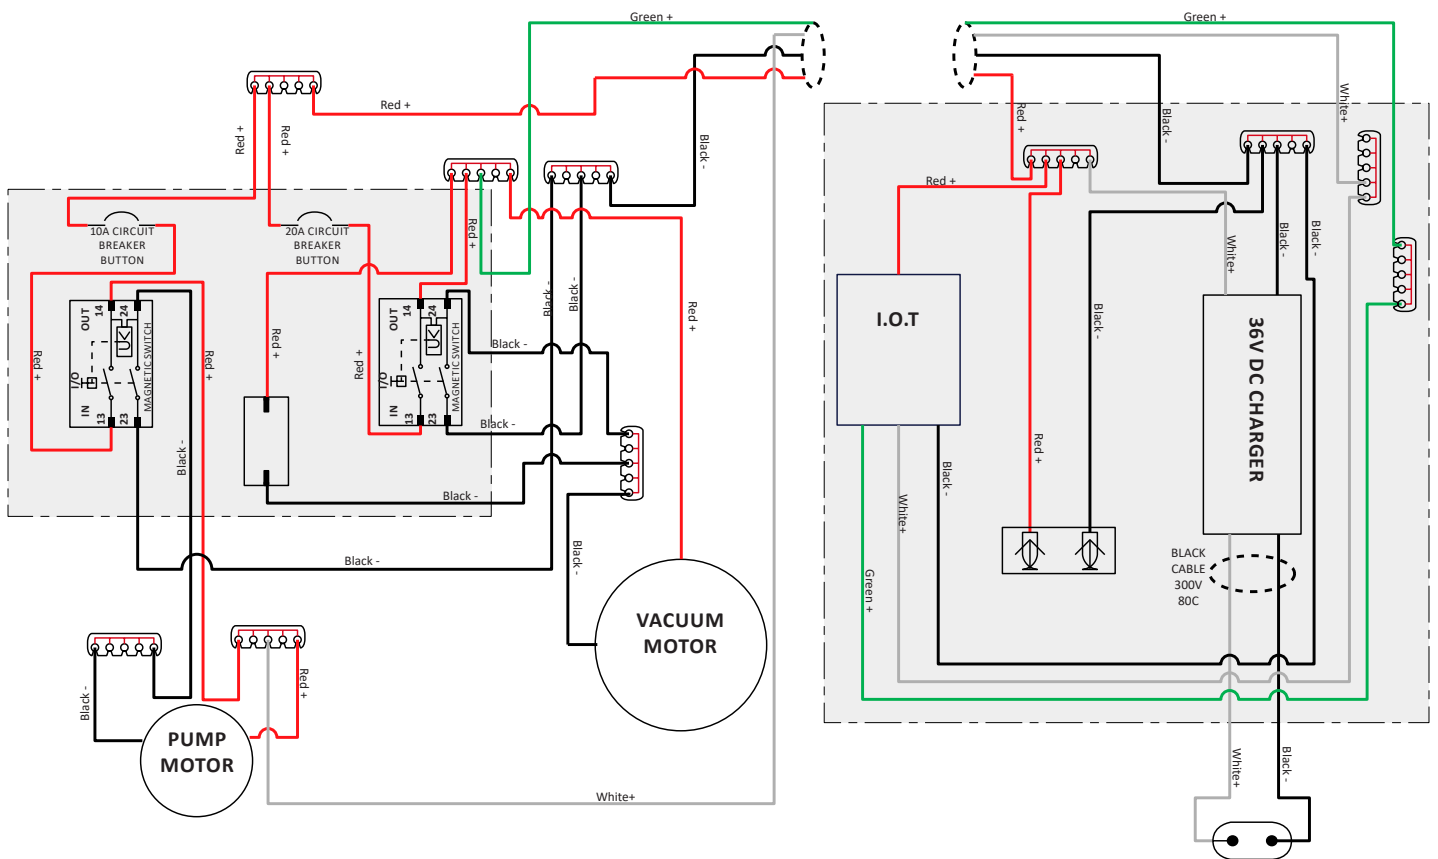 Green +
Green +
Red +
Red +
Red +
Black -
Red +
Black -
White+
Red +
Red +
10A CIRCUIT
BREAKER
BUTTON
20A CIRCUIT
BREAKER
BUTTON
Black -
Black -
White+
Black -
Black -
OUT
14
24
MAGNETIC SWITCH
I/O
IN
13
23
Red +
Red +
Red +
OUT
14
24
MAGNETIC SWITCH
I/O
IN
13
23
Red +
Black -
Black -
Red +
I.O.T
Black -
36V DC CHARGER
Black -
Black -
Red +
White+
Black -
Black -
Black -
Green +
BLACK
CABLE
300V
80C
VACUUM
MOTOR
Black -
Red +
PUMP
MOTOR
White+
White+
Black -